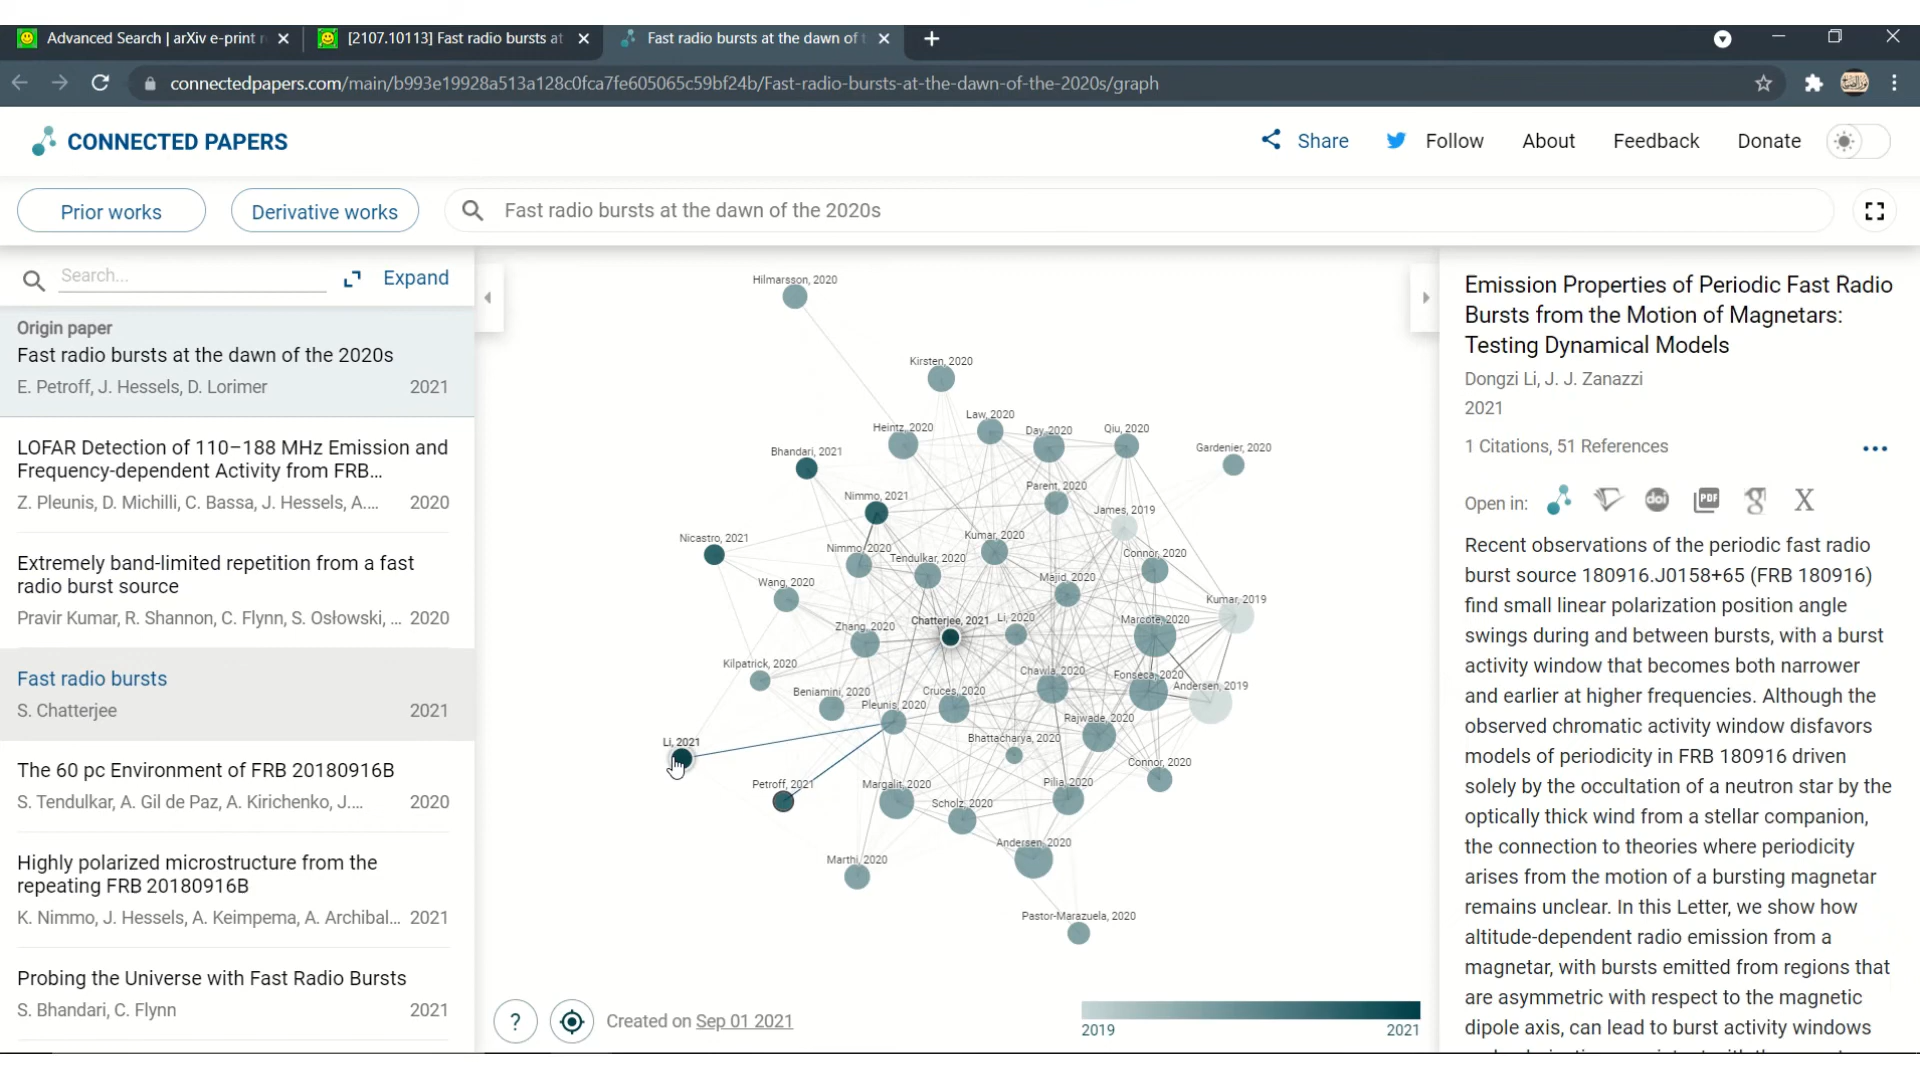 Advanced Search | arXiv e-print r
[2107.10113] Fast radio bursts at
Fast radio bursts at the dawn of t
connectedpapers.com/main/b993e19928a513a128c0fca7fe605065c59bf24b/Fast-radio-bursts-at-the-dawn-of-the-2020s/graph
CONNECTED PAPERS
Share
Follow
About
Feedback
Donate
Prior works
Derivative works
Fast radio bursts at the dawn of the 2020s
Search...
Expand
Origin paper
Fast radio bursts at the dawn of the 2020s
E. Petroff, J. Hessels, D. Lorimer 2021
LOFAR Detection of 110–188 MHz Emission and
Frequency-dependent Activity from FRB...
Z. Pleunis, D. Michilli, C. Bassa, J. Hessels, A.... 2020
Extremely band-limited repetition from a fast
radio burst source
Pravir Kumar, R. Shannon, C. Flynn, S. Osłowski, ... 2020
Fast radio bursts
S. Chatterjee 2021
The 60 pc Environment of FRB 20180916B
S. Tendulkar, A. Gil de Paz, A. Kirichenko, J.... 2020
Highly polarized microstructure from the
repeating FRB 20180916B
K. Nimmo, J. Hessels, A. Keimpema, A. Archibal... 2021
Probing the Universe with Fast Radio Bursts
S. Bhandari, C. Flynn 2021
Hilmarsson, 2020
Kirsten, 2020
Law, 2020
Heintz, 2020
Day, 2020
Qiu, 2020
Bhandari, 2021
Gardenier, 2020
Parent, 2020
Nimmo, 2021
James, 2019
Nicastro, 2021
Kumar, 2020
Nimmo, 2020
Tendulkar, 2020
Connor, 2020
Wang, 2020
Majid, 2020
Kumar, 2019
Zhang, 2020
Chatterjee, 2021
Li, 2020
Marcote, 2020
Kilpatrick, 2020
Chawla, 2020
Fonseca, 2020
Andersen, 2019
Beniamini, 2020
Cruces, 2020
Pleunis, 2020
Rajwade, 2020
Li, 2021
Bhattacharya, 2020
Connor, 2020
Petroff, 2021
Margalit, 2020
Pilia, 2020
Scholz, 2020
Andersen, 2020
Marthi, 2020
Pastor-Marazuela, 2020
?
Created on Sep 01 2021
2019 2021
Emission Properties of Periodic Fast Radio
Bursts from the Motion of Magnetars:
Testing Dynamical Models
Dongzi Li, J. J. Zanazzi
2021
1 Citations, 51 References
Open in:
doi
PDF
g
X
Recent observations of the periodic fast radio
burst source 180916.J0158+65 (FRB 180916)
find small linear polarization position angle
swings during and between bursts, with a burst
activity window that becomes both narrower
and earlier at higher frequencies. Although the
observed chromatic activity window disfavors
models of periodicity in FRB 180916 driven
solely by the occultation of a neutron star by the
optically thick wind from a stellar companion,
the connection to theories where periodicity
arises from the motion of a bursting magnetar
remains unclear. In this Letter, we show how
altitude-dependent radio emission from a
magnetar, with bursts emitted from regions that
are asymmetric with respect to the magnetic
dipole axis, can lead to burst activity windows